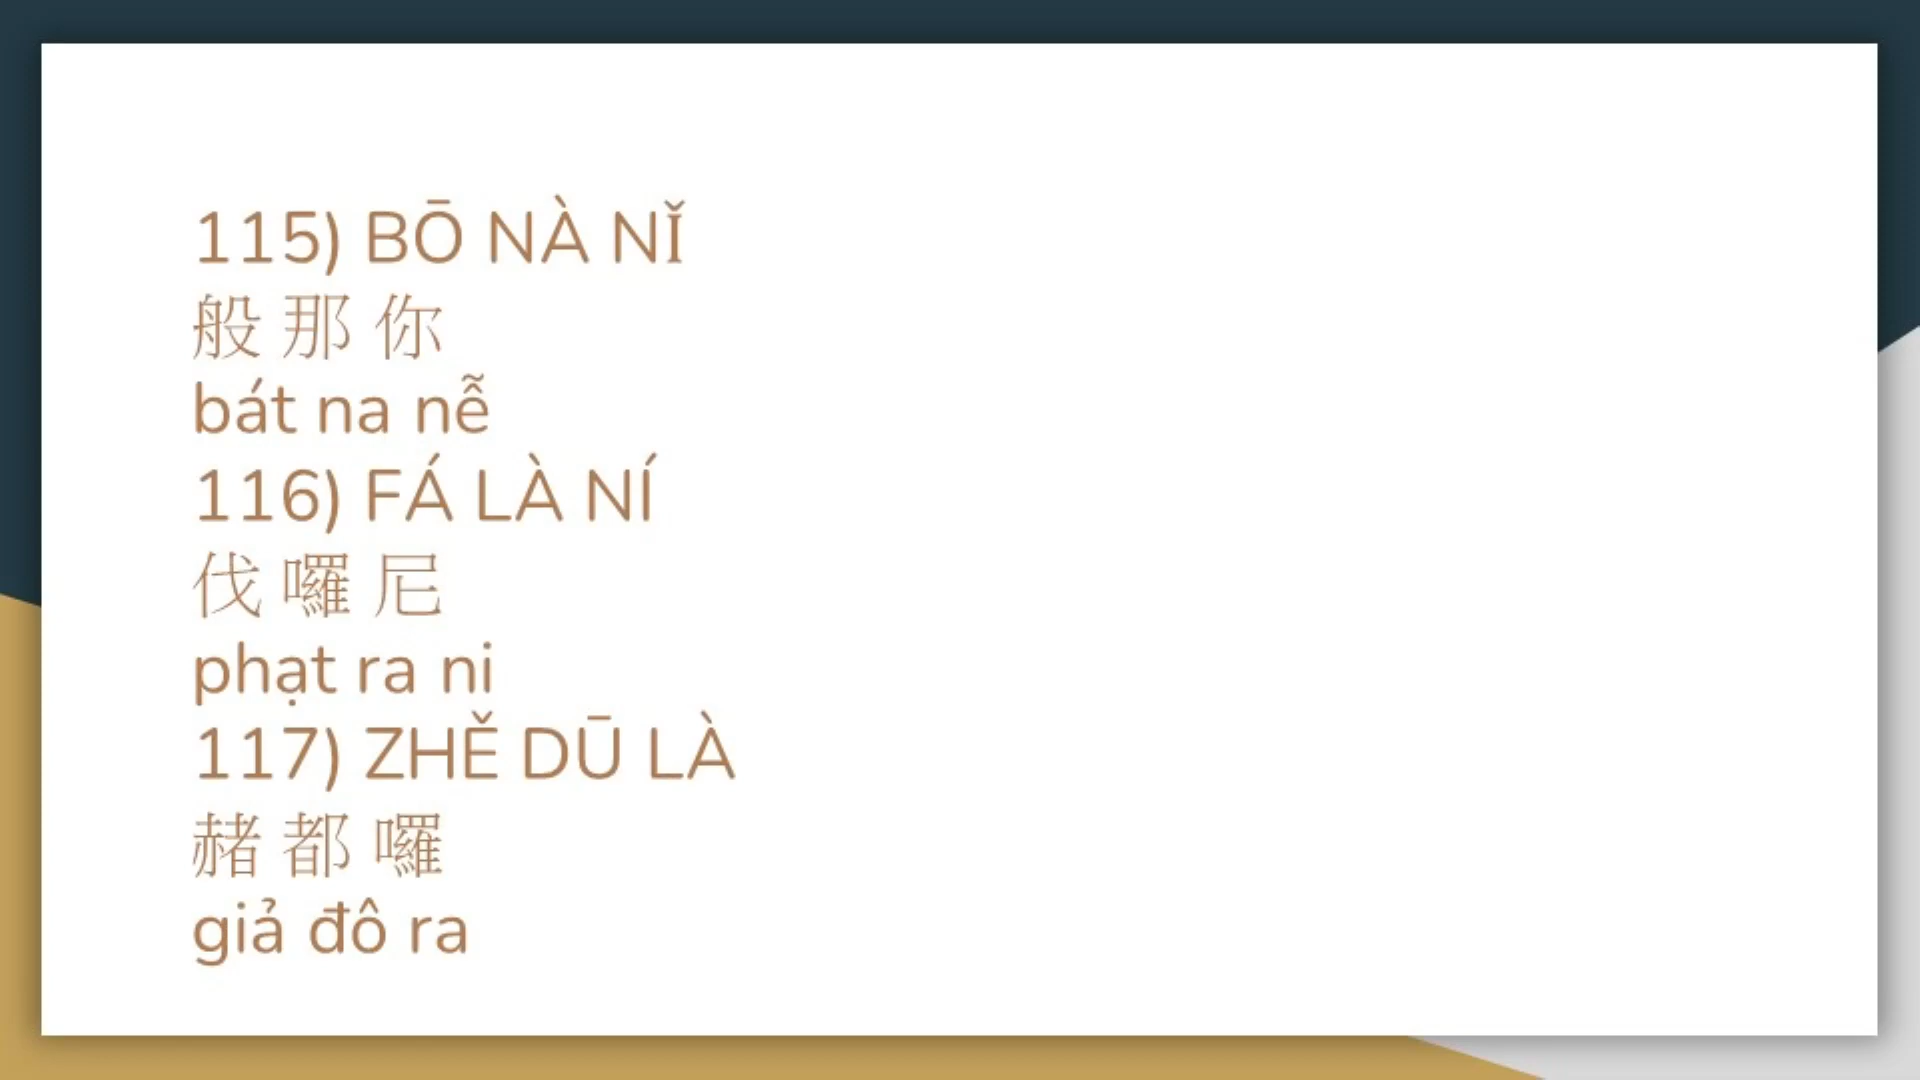 115) BŌ NÀ NǏ
般 那 你
bát na nễ
116) FÁ LÀ NÍ
伐 囉 尼
phạt ra ni
117) ZHĚ DŪ LÀ
赭 都 囉
giả đô ra